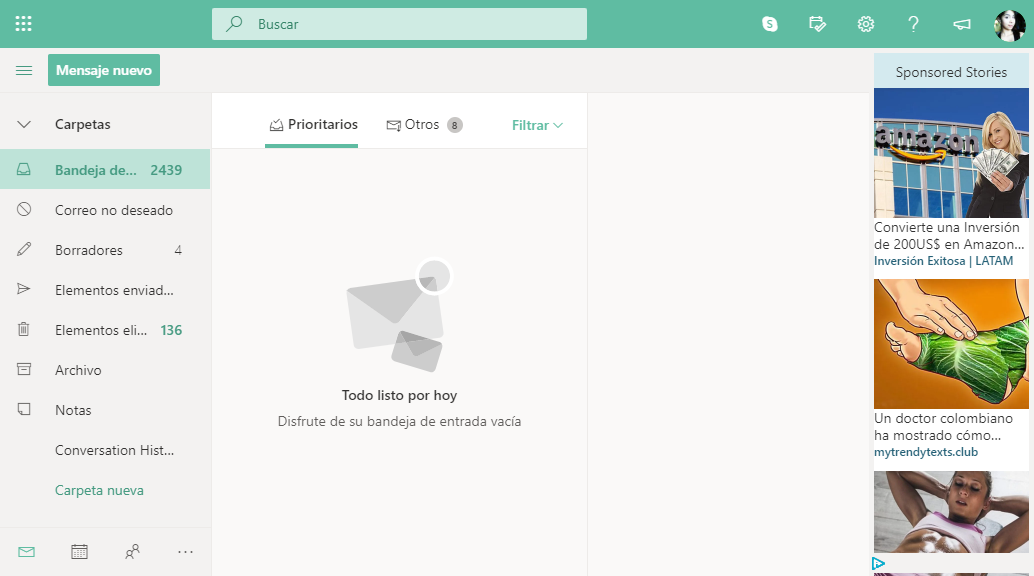 Buscar
Mensaje nuevo
Carpetas
Bandeja de... 2439
Correo no deseado
Borradores 4
Elementos enviad...
Elementos eli... 136
Archivo
Notas
Conversation Hist...
Carpeta nueva
Prioritarios
Otros 8
Filtrar
Todo listo por hoy
Disfrute de su bandeja de entrada vacía
Sponsored Stories
amazon
Convierte una Inversión
de 200US$ en Amazon...
Inversión Exitosa | LATAM
Un doctor colombiano
ha mostrado cómo...
mytrendytexts.club